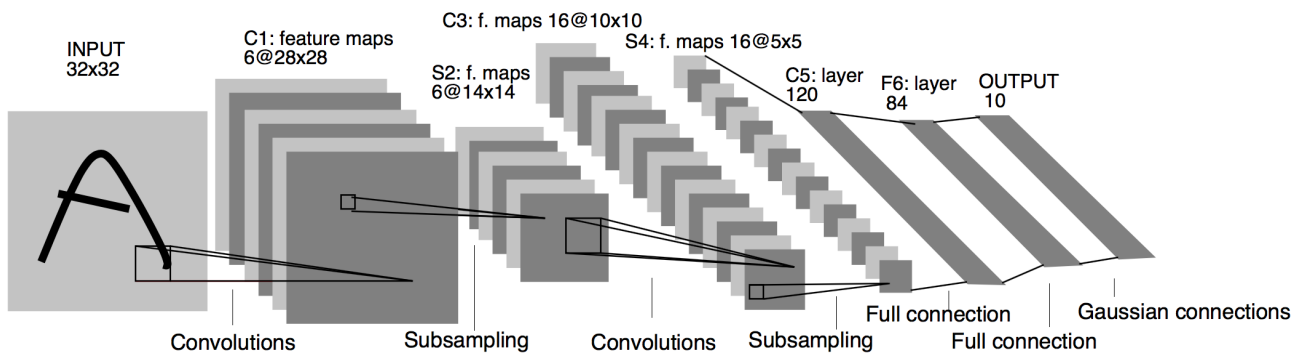 INPUT
32x32
C1: feature maps
6@28x28
S2: f. maps
6@14x14
C3: f. maps 16@10x10
S4: f. maps 16@5x5
C5: layer
120
F6: layer
84
OUTPUT
10
Convolutions
Subsampling
Convolutions
Subsampling
Full connection
Full connection
Gaussian connections